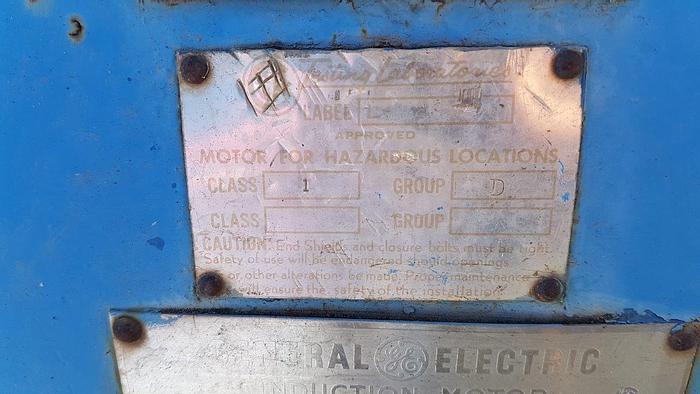 Testing Laboratories
LABEL
APPROVED
MOTOR FOR HAZARDOUS LOCATIONS
CLASS 1 GROUP D
CLASS GROUP
CAUTION: End Shields and closure bolts must be tight.
Safety of use will be endangered should openings
or other alterations be made. Proper maintenance
will ensure the safety of the installation.
GENERAL GE ELECTRIC
INDUCTION MOTOR